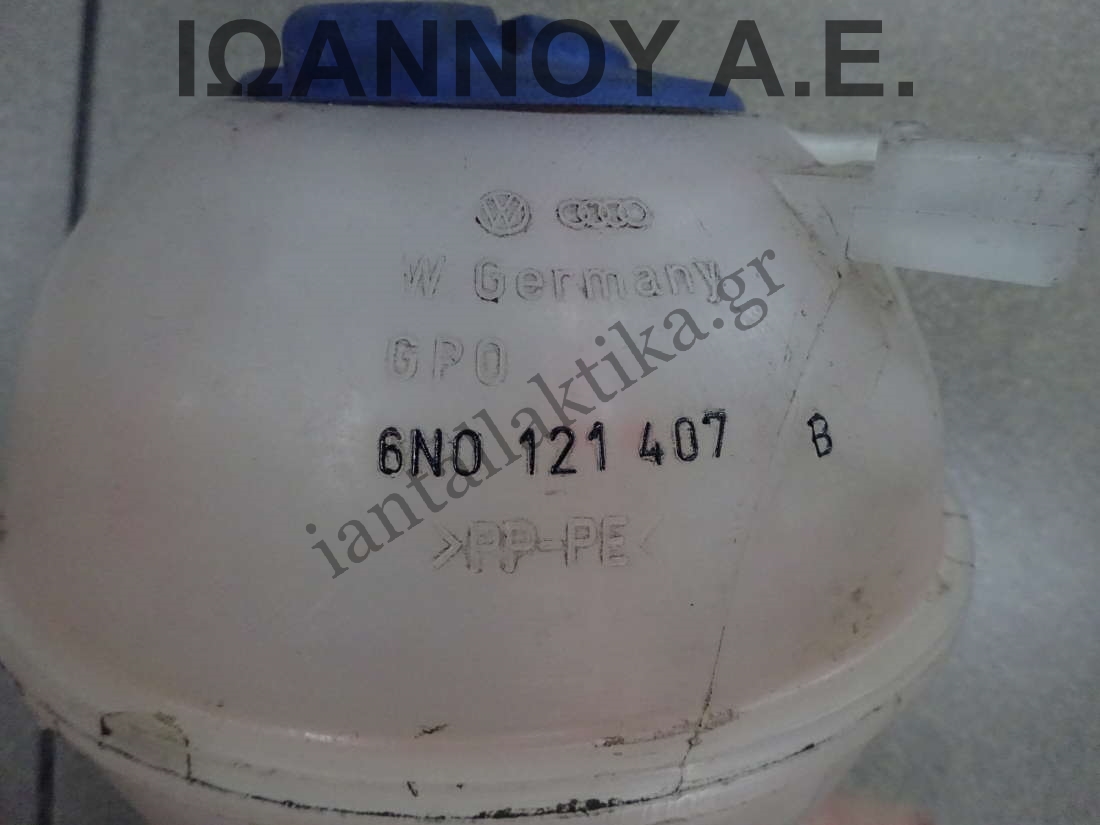 ΙΩΑΝΝΟΥ Α.Ε.
W Germany
GPO
6N0 121 407 B
>PP-PE<
iantallaktika.gr